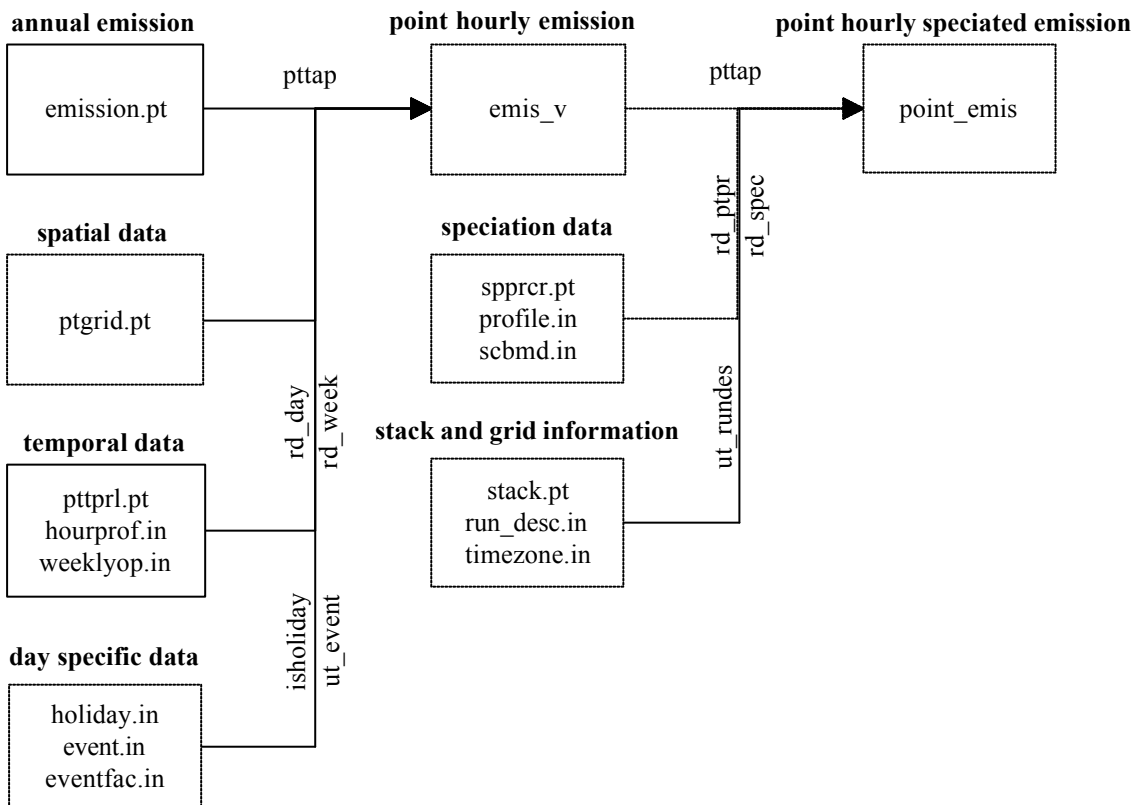 annual emission
point hourly emission
point hourly speciated emission
pttap
pttap
emission.pt
emis_v
point_emis
spatial data
speciation data
rd_ptpr
rd_spec
ptgrid.pt
spprcr.pt
profile.in
scbmd.in
rd_day
rd_week
temporal data
stack and grid information
ut_rundes
pttprl.pt
hourprof.in
weeklyop.in
stack.pt
run_desc.in
timezone.in
isholiday
ut_event
day specific data
holiday.in
event.in
eventfac.in